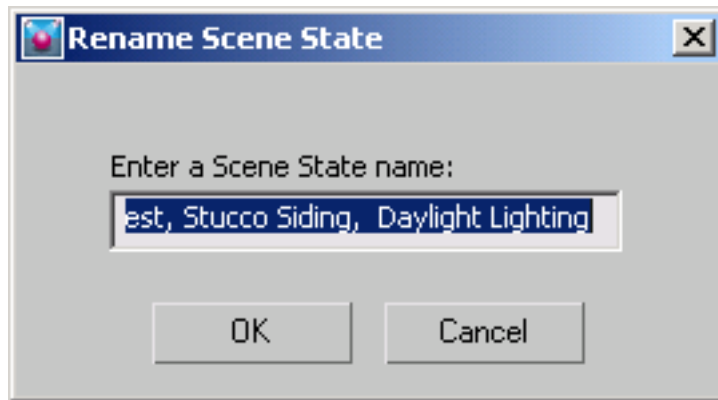 Rename Scene State
Enter a Scene State name:
est, Stucco Siding,  Daylight Lighting
OK
Cancel